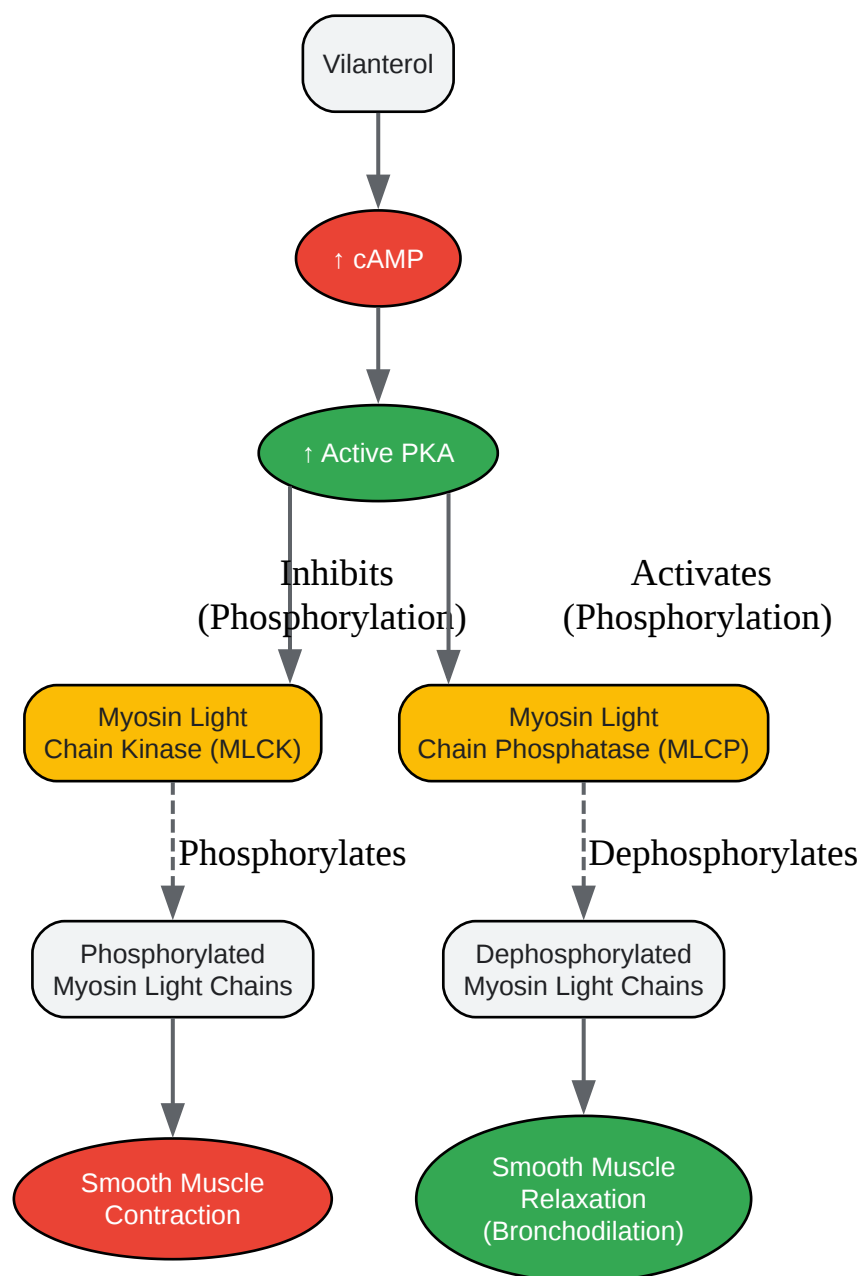 Vilanterol
↑ cAMP
↑ Active PKA
Inhibits
(Phosphorylation)
Activates
(Phosphorylation)
Myosin Light
Chain Kinase (MLCK)
Myosin Light
Chain Phosphatase (MLCP)
Phosphorylates
Dephosphorylates
Phosphorylated
Myosin Light Chains
Dephosphorylated
Myosin Light Chains
Smooth Muscle
Contraction
Smooth Muscle
Relaxation
(Bronchodilation)